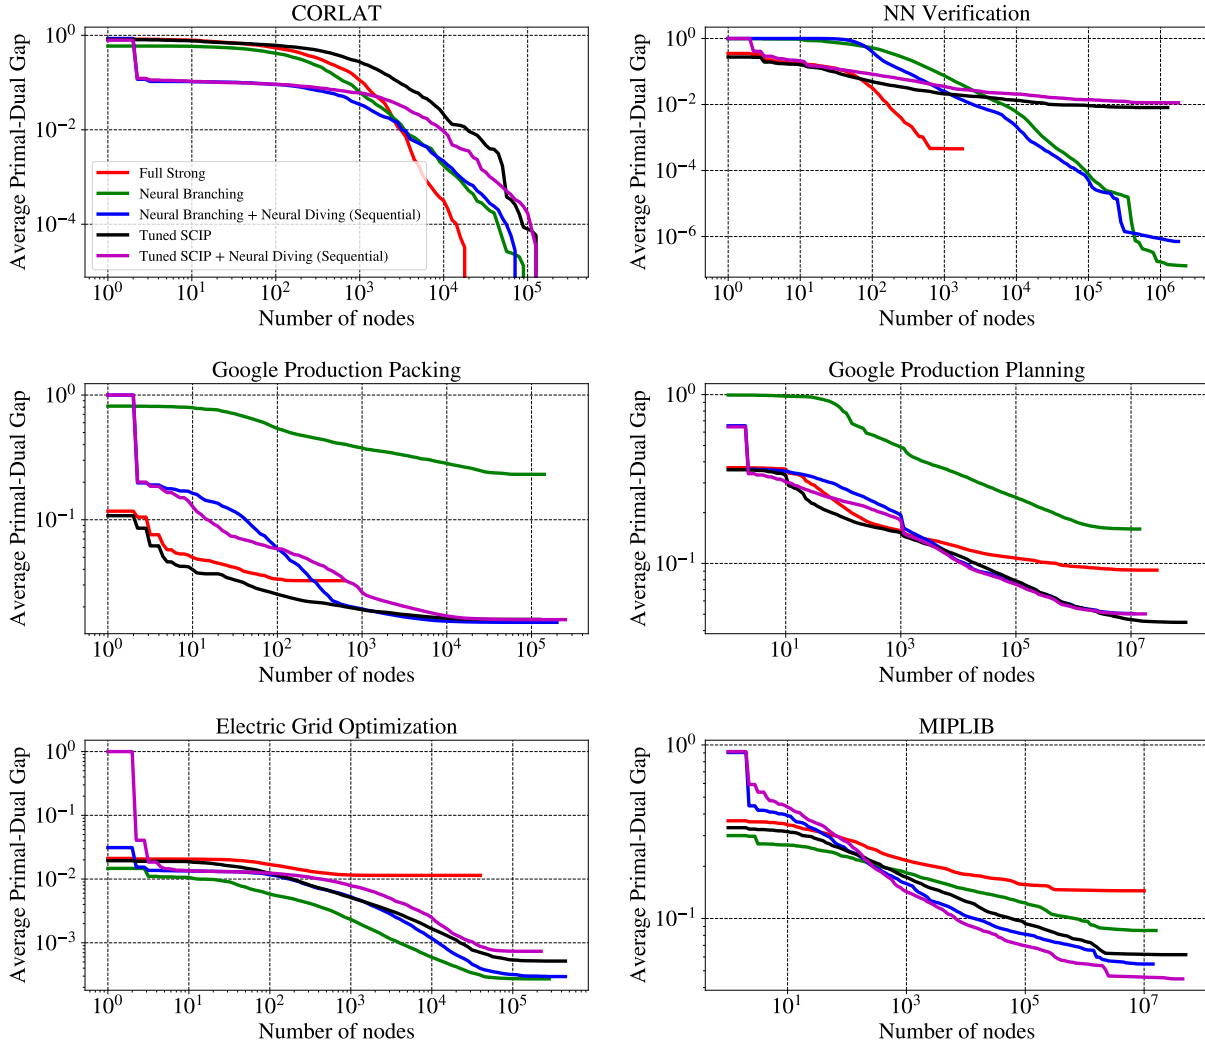 CORLAT
Average Primal-Dual Gap
10^0
10^-2
10^-4
Full Strong
Neural Branching
Neural Branching + Neural Diving (Sequential)
Tuned SCIP
Tuned SCIP + Neural Diving (Sequential)
10^0 10^1 10^2 10^3 10^4 10^5
Number of nodes
NN Verification
Average Primal-Dual Gap
10^0
10^-2
10^-4
10^-6
10^0 10^1 10^2 10^3 10^4 10^5 10^6
Number of nodes
Google Production Packing
Average Primal-Dual Gap
10^0
10^-1
10^0 10^1 10^2 10^3 10^4 10^5
Number of nodes
Google Production Planning
Average Primal-Dual Gap
10^0
10^-1
10^1 10^3 10^5 10^7
Number of nodes
Electric Grid Optimization
Average Primal-Dual Gap
10^0
10^-1
10^-2
10^-3
10^0 10^1 10^2 10^3 10^4 10^5
Number of nodes
MIPLIB
Average Primal-Dual Gap
10^0
10^-1
10^1 10^3 10^5 10^7
Number of nodes